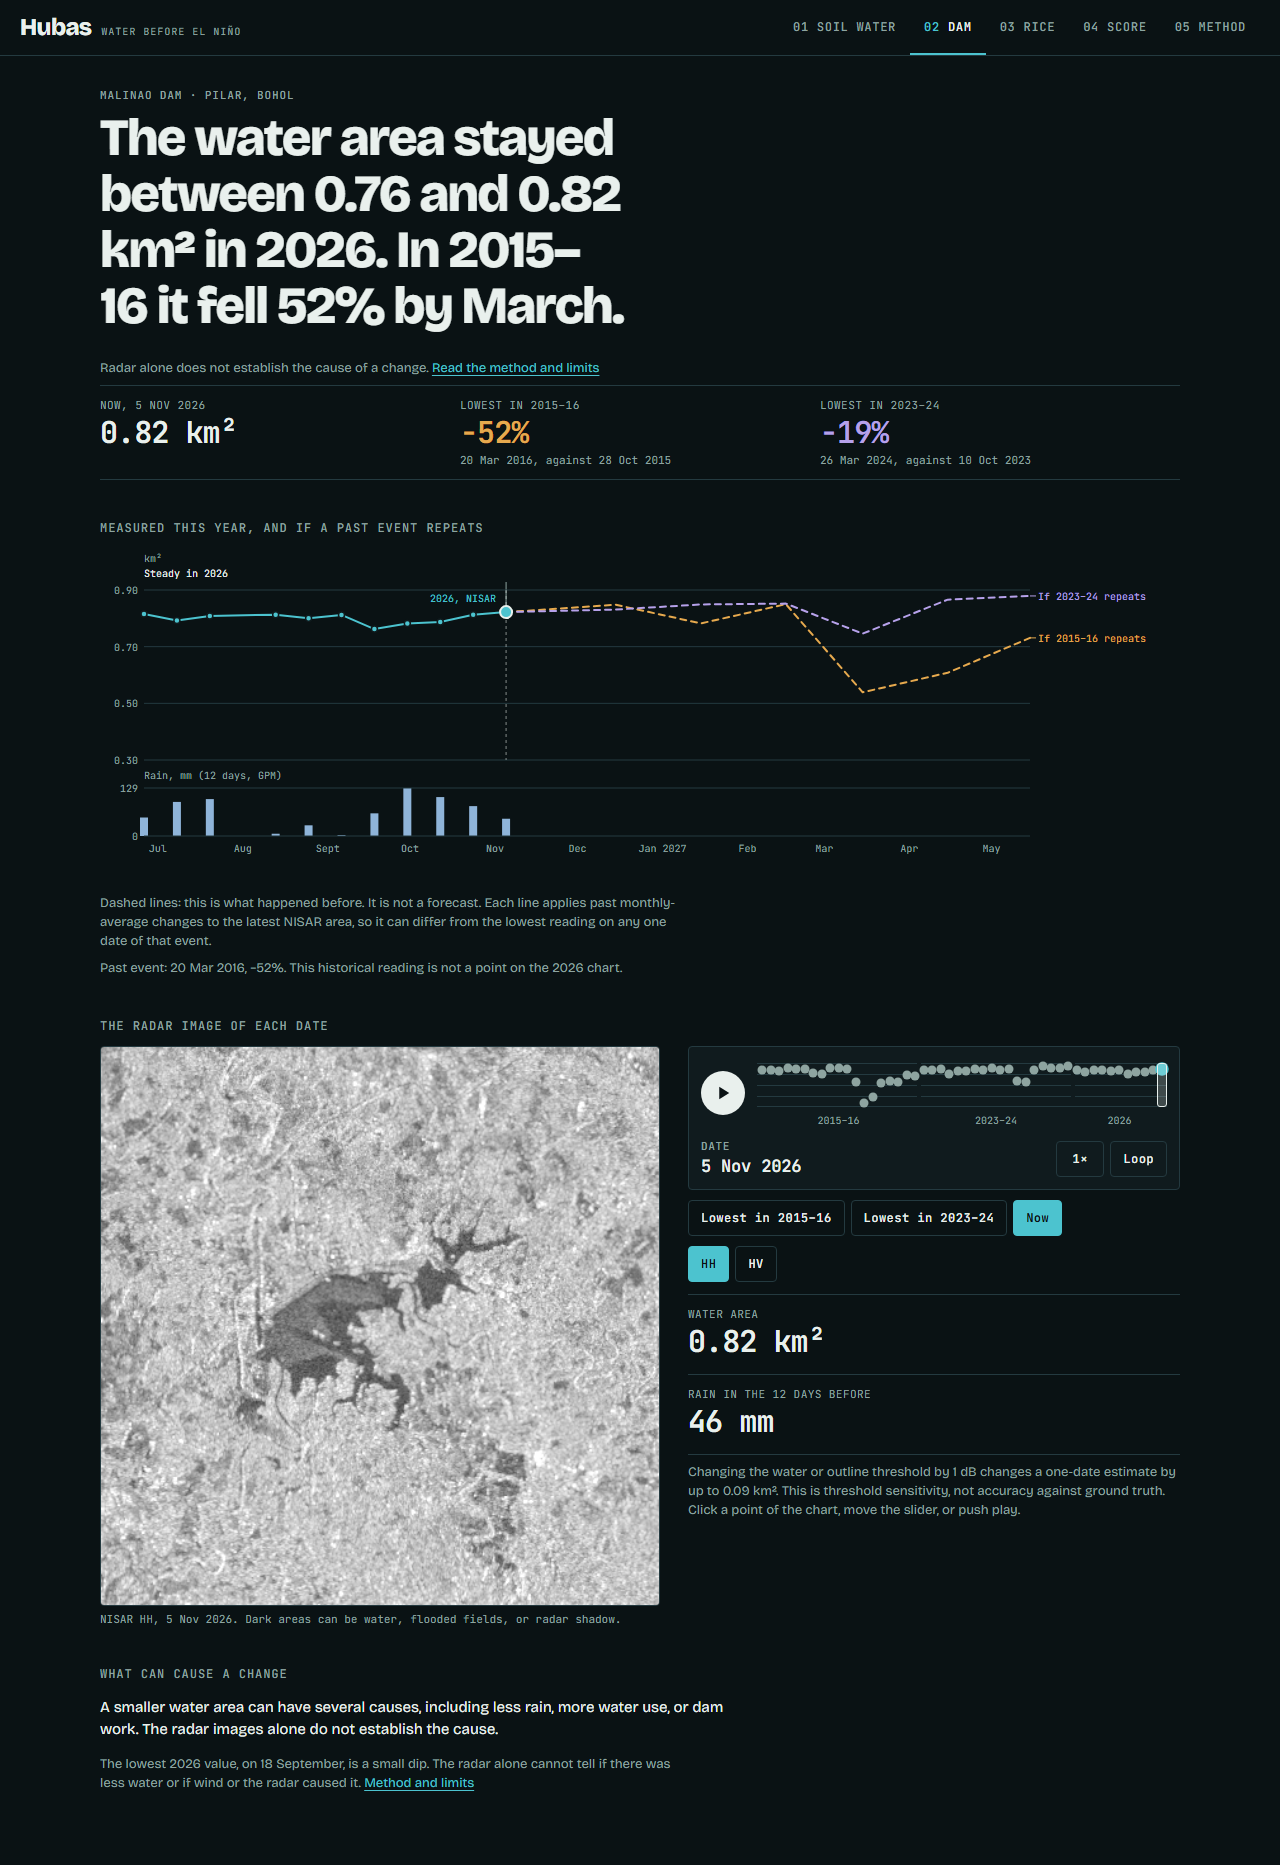 Hubas WATER BEFORE EL NIÑO
01 SOIL WATER 02 DAM 03 RICE 04 SCORE 05 METHOD
MALINAO DAM · PILAR, BOHOL
The water area stayed
between 0.76 and 0.82
km² in 2026. In 2015–
16 it fell 52% by March.
Radar alone does not establish the cause of a change. Read the method and limits
NOW, 5 NOV 2026
0.82 km²
LOWEST IN 2015–16
-52%
20 Mar 2016, against 28 Oct 2015
LOWEST IN 2023–24
-19%
26 Mar 2024, against 10 Oct 2023
MEASURED THIS YEAR, AND IF A PAST EVENT REPEATS
km²
Steady in 2026
0.90
2026, NISAR
If 2023–24 repeats
If 2015–16 repeats
0.70
0.50
0.30
Rain, mm (12 days, GPM)
129
0
Jul Aug Sept Oct Nov Dec Jan 2027 Feb Mar Apr May
Dashed lines: this is what happened before. It is not a forecast. Each line applies past monthly-
average changes to the latest NISAR area, so it can differ from the lowest reading on any one
date of that event.
Past event: 20 Mar 2016, -52%. This historical reading is not a point on the 2026 chart.
THE RADAR IMAGE OF EACH DATE
2015–16 2023–24 2026
DATE
5 Nov 2026
1× Loop
Lowest in 2015–16 Lowest in 2023–24 Now
HH HV
WATER AREA
0.82 km²
RAIN IN THE 12 DAYS BEFORE
46 mm
Changing the water or outline threshold by 1 dB changes a one-date estimate by
up to 0.09 km². This is threshold sensitivity, not accuracy against ground truth.
Click a point of the chart, move the slider, or push play.
NISAR HH, 5 Nov 2026. Dark areas can be water, flooded fields, or radar shadow.
WHAT CAN CAUSE A CHANGE
A smaller water area can have several causes, including less rain, more water use, or dam
work. The radar images alone do not establish the cause.
The lowest 2026 value, on 18 September, is a small dip. The radar alone cannot tell if there was
less water or if wind or the radar caused it. Method and limits